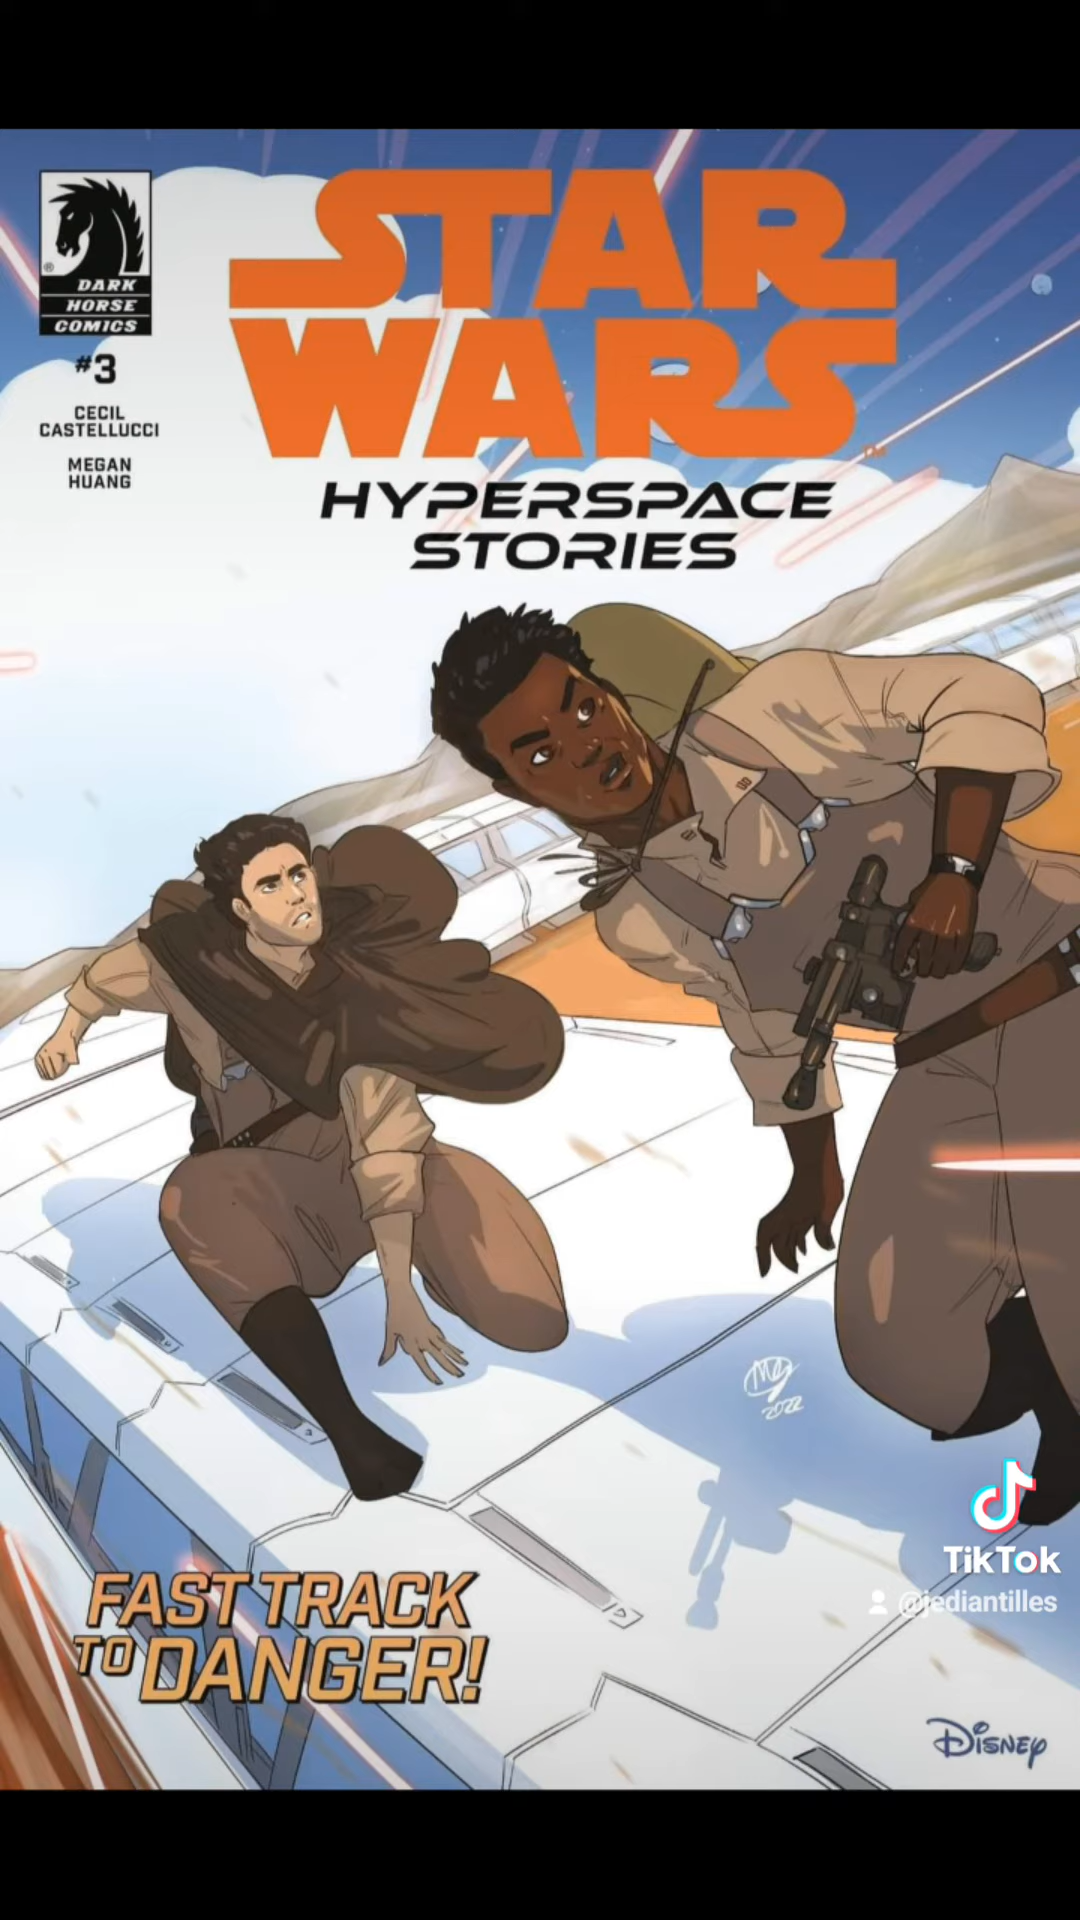 STAR
WARS
HYPERSPACE
STORIES
®
DARK
HORSE
COMICS
#3
CECIL
CASTELLUCCI
MEGAN
HUANG
2022
FAST TRACK
TO DANGER!
TikTok
@jediantilles
Disney